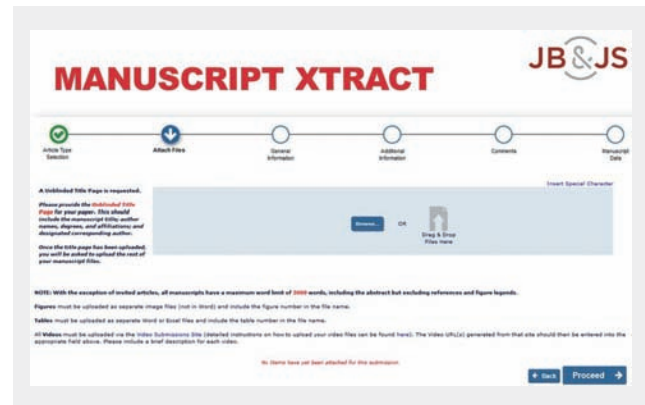 MANUSCRIPT XTRACT
JB&JS
Article Type
Selection
Attach Files
General
Information
Additional
Information
Comments
Manuscript
Data
Insert Special Character
A Unblinded Title Page is requested.
Please provide the Unblinded Title
Page for your paper. This should
include the manuscript title; author
names, degrees, and affiliations; and
designated corresponding author.
Once the title page has been uploaded,
you will be asked to upload the rest of
your manuscript files.
Browse...
OR
Drag & Drop
Files Here
NOTE: With the exception of invited articles, all manuscripts have a maximum word limit of 3000 words, including the abstract but excluding references and figure legends.
Figures must be uploaded as separate image files (not in Word) and include the figure number in the file name.
Tables must be uploaded as separate Word or Excel files and include the table number in the file name.
All Videos must be uploaded via the Video Submissions Site (detailed instructions on how to upload your video files can be found here). The Video URL(s) generated from that site should then be entered into the
appropriate field above. Please include a brief description for each video.
No items have yet been attached for this submission.
Back
Proceed